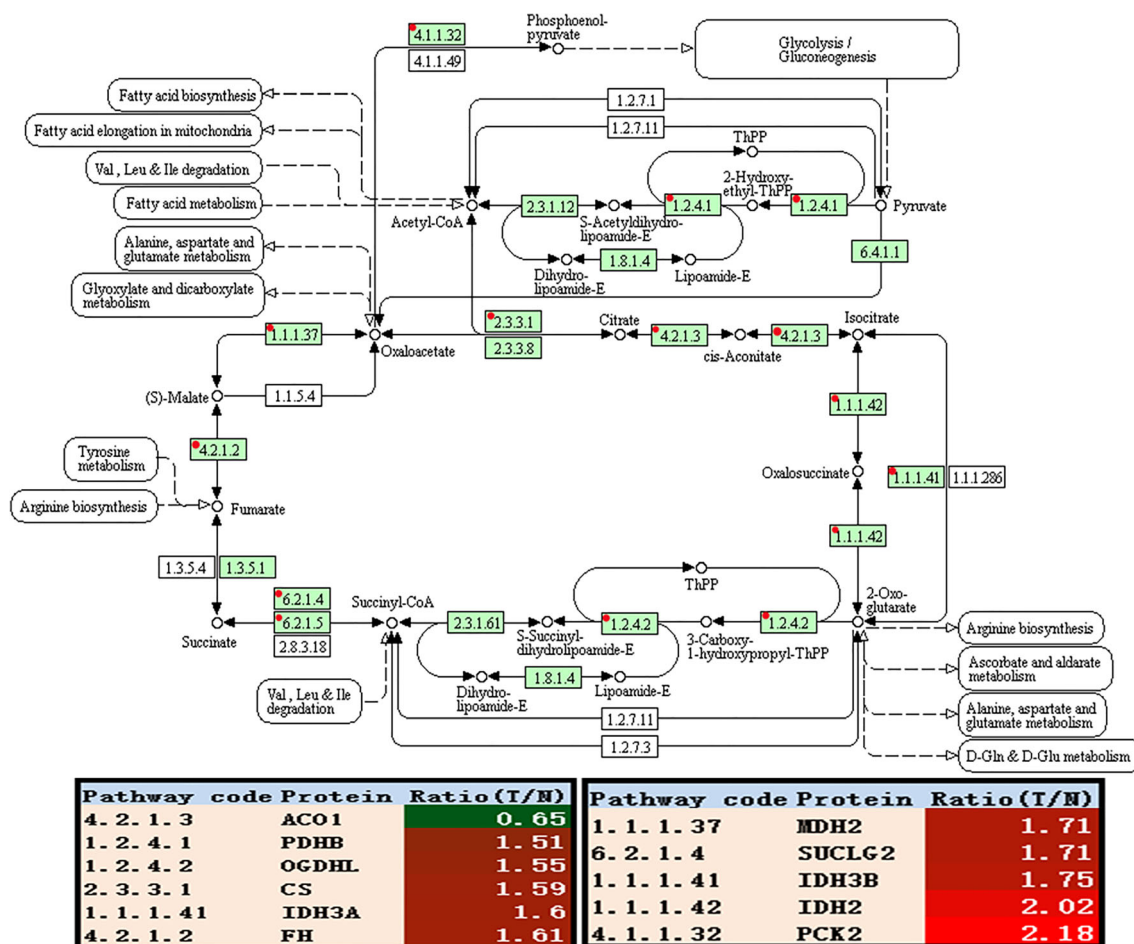 Phosphoenol-
pyruvate
4.1.1.32
4.1.1.49
Glycolysis /
Gluconeogenesis
Fatty acid biosynthesis
Fatty acid elongation in mitochondria
Val , Leu & Ile degradation
Fatty acid metabolism
Alanine, aspartate and
glutamate metabolism
Glyoxylate and dicarboxylate
metabolism
1.2.7.1
1.2.7.11
ThPP
2-Hydroxy-
ethyl-ThPP
Acetyl-CoA
2.3.1.12
S-Acetyldihydro-
lipoamide-E
1.2.4.1
1.2.4.1
Pyruvate
Dihydro-
lipoamide-E
1.8.1.4
Lipoamide-E
6.4.1.1
1.1.1.37
Oxaloacetate
2.3.3.1
2.3.3.8
Citrate
4.2.1.3
cis-Aconitate
4.2.1.3
Isocitrate
(S)-Malate
1.1.5.4
1.1.1.42
4.2.1.2
Tyrosine
metabolism
Arginine biosynthesis
Fumarate
Oxalosuccinate
1.1.1.41
1.1.1.286
1.1.1.42
1.3.5.4
1.3.5.1
ThPP
6.2.1.4
6.2.1.5
2.8.3.18
Succinate
Succinyl-CoA
2.3.1.61
S-Succinyl-
dihydrolipoamide-E
1.2.4.2
3-Carboxy-
1-hydroxypropyl-ThPP
1.2.4.2
2-Oxo-
glutarate
Val , Leu & Ile
degradation
Dihydro-
lipoamide-E
1.8.1.4
Lipoamide-E
1.2.7.11
1.2.7.3
Arginine biosynthesis
Ascorbate and aldarate
metabolism
Alanine, aspartate and
glutamate metabolism
D-Gln & D-Glu metabolism
Pathway code Protein Ratio(T/N)
4.2.1.3 ACO1 0.65
1.2.4.1 PDHB 1.51
1.2.4.2 OGDHL 1.55
2.3.3.1 CS 1.59
1.1.1.41 IDH3A 1.6
4.2.1.2 FH 1.61
Pathway code Protein Ratio(T/N)
1.1.1.37 MDH2 1.71
6.2.1.4 SUCLG2 1.71
1.1.1.41 IDH3B 1.75
1.1.1.42 IDH2 2.02
4.1.1.32 PCK2 2.18